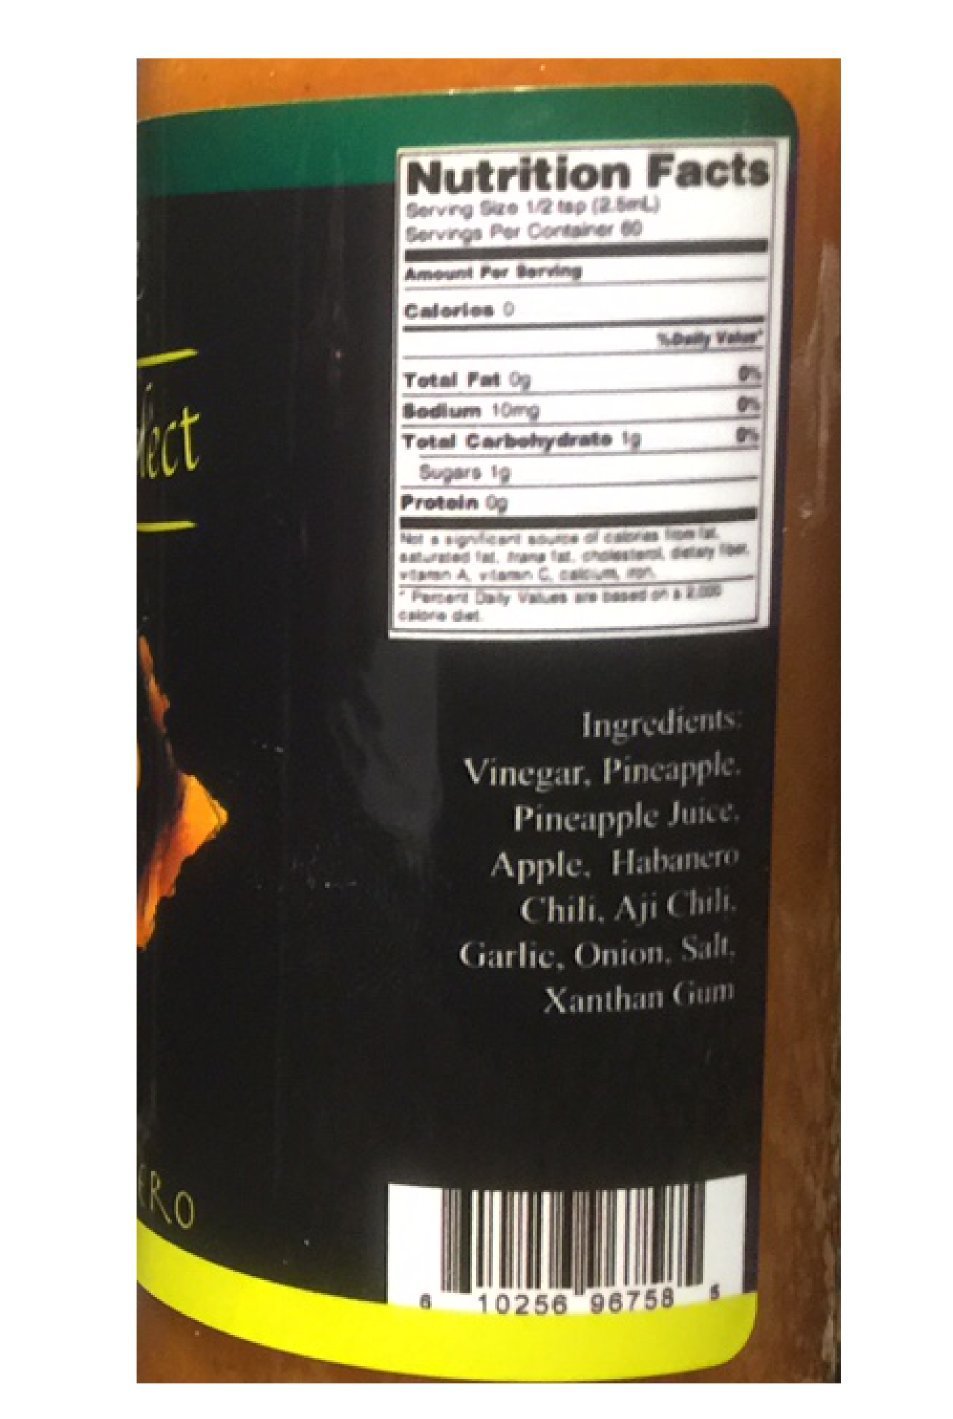 Nutrition Facts
Serving Size 1/2 tsp (2.5mL)
Servings Per Container 60
Amount Per Serving
Calories 0
%Daily Value*
Total Fat 0g 0%
Sodium 10mg 0%
Total Carbohydrate 1g 0%
Sugars 1g
Protein 0g
Not a significant source of calories from fat,
saturated fat, trans fat, cholesterol, dietary fiber,
vitamin A, vitamin C, calcium, iron.
* Percent Daily Values are based on a 2,000
calorie diet.
lect
Ingredients:
Vinegar, Pineapple,
Pineapple Juice,
Apple, Habanero
Chili, Aji Chili,
Garlic, Onion, Salt,
Xanthan Gum
ERO
6 10256 96758 5